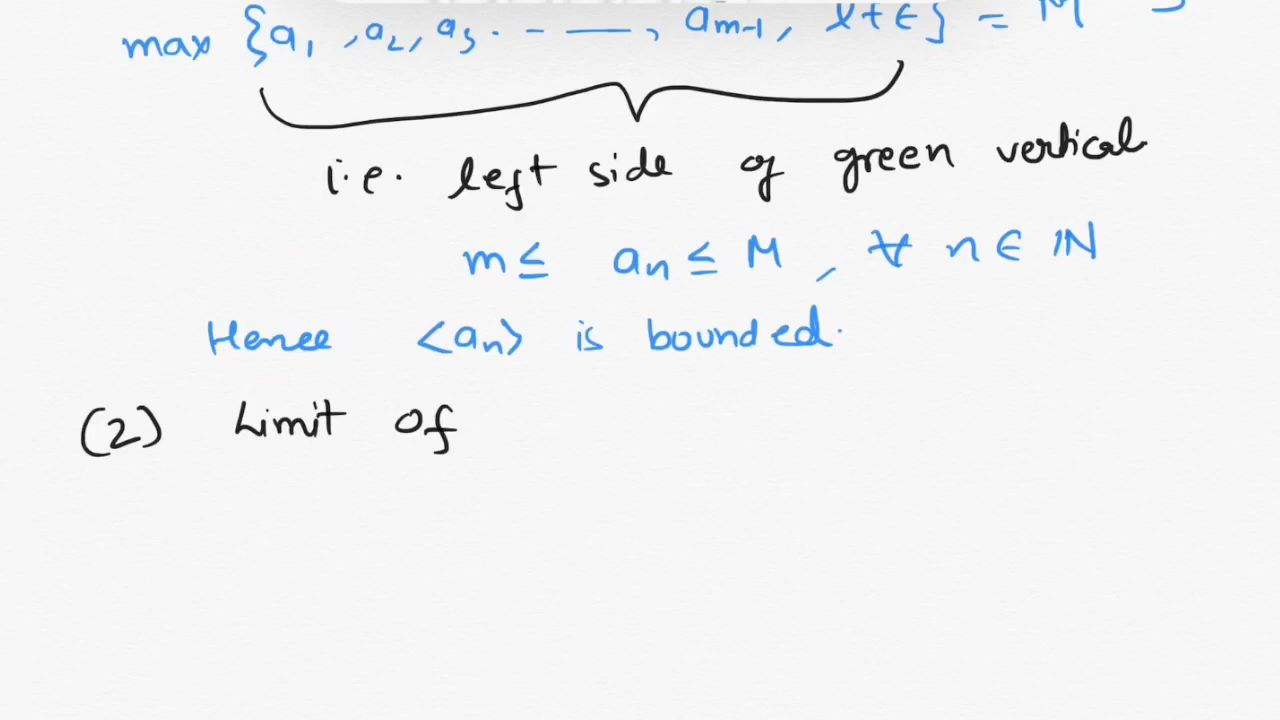 max {a₁, a₂, a₃. - —, aₘ₋₁, l+ε} = M
i.e. left side of green vertical
m ≤ aₙ ≤ M, ∀ n ∈ ℕ
Hence <aₙ> is bounded.
(2) Limit of